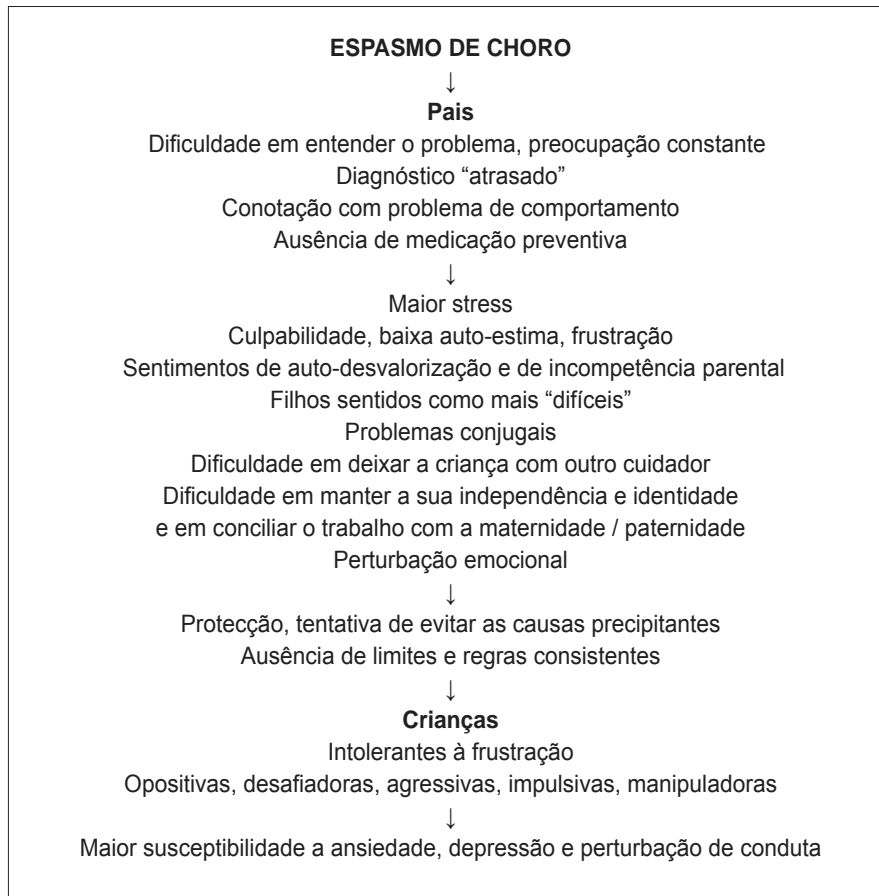 ESPASMO DE CHORO
↓
Pais
Dificuldade em entender o problema, preocupação constante
Diagnóstico “atrasado”
Conotação com problema de comportamento
Ausência de medicação preventiva
↓
Maior stress
Culpabilidade, baixa auto-estima, frustração
Sentimentos de auto-desvalorização e de incompetência parental
Filhos sentidos como mais “difíceis”
Problemas conjugais
Dificuldade em deixar a criança com outro cuidador
Dificuldade em manter a sua independência e identidade
e em conciliar o trabalho com a maternidade / paternidade
Perturbação emocional
↓
Protecção, tentativa de evitar as causas precipitantes
Ausência de limites e regras consistentes
↓
Crianças
Intolerantes à frustração
Opositivas, desafiadoras, agressivas, impulsivas, manipuladoras
↓
Maior susceptibilidade a ansiedade, depressão e perturbação de conduta